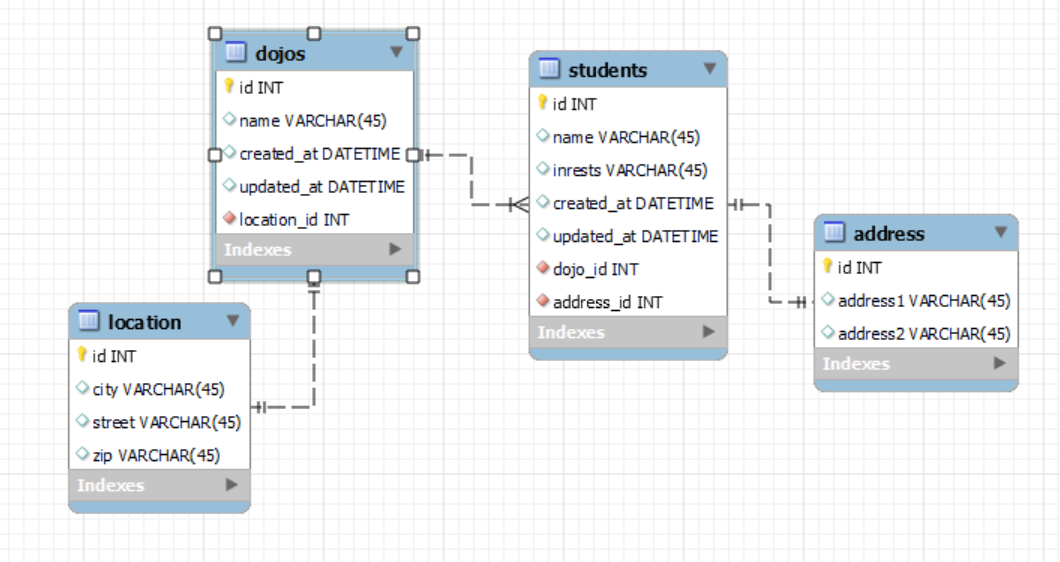 dojos
id INT
name VARCHAR(45)
created_at DATETIME
updated_at DATETIME
location_id INT
Indexes
students
id INT
name VARCHAR(45)
inrests VARCHAR(45)
created_at DATETIME
updated_at DATETIME
dojo_id INT
address_id INT
Indexes
address
id INT
address1 VARCHAR(45)
address2 VARCHAR(45)
Indexes
location
id INT
city VARCHAR(45)
street VARCHAR(45)
zip VARCHAR(45)
Indexes